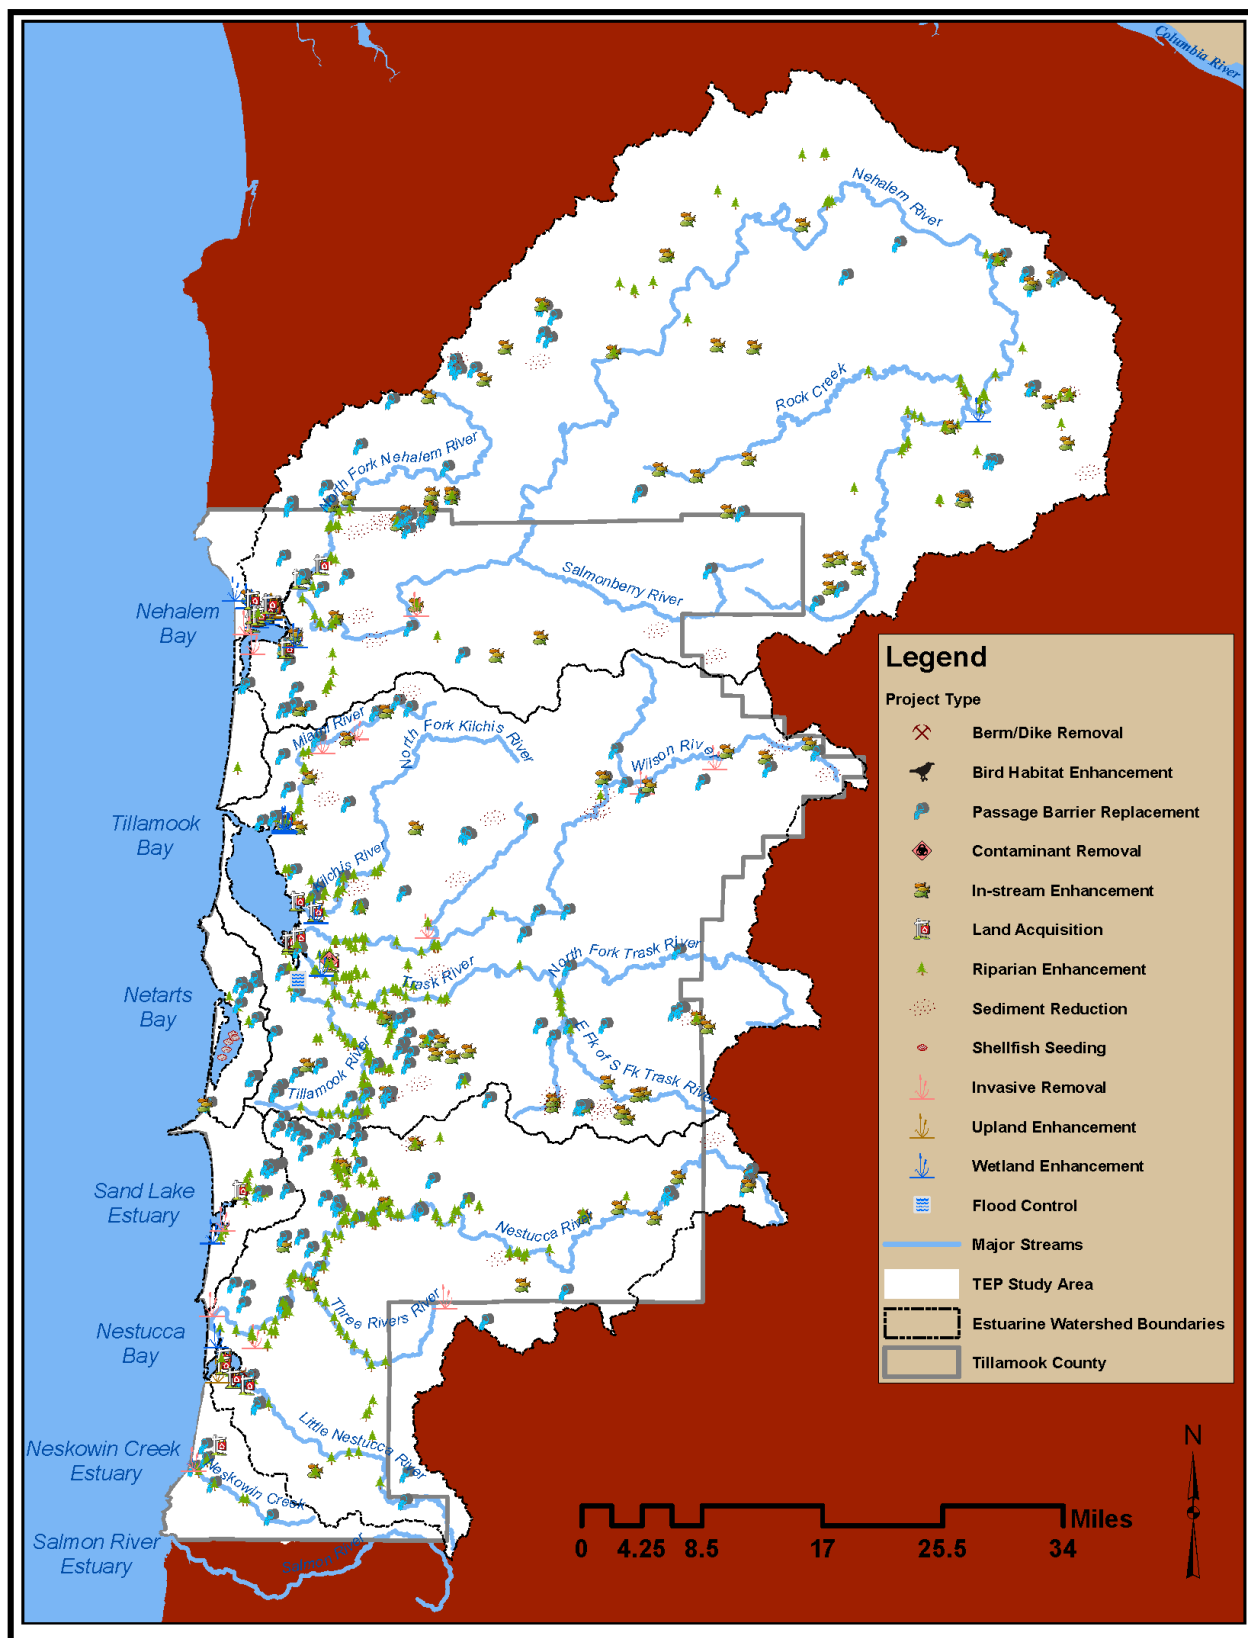 Columbia River
Nehalem River
Rock Creek
North Fork Nehalem River
Salmonberry River
Nehalem
Bay
Miami River
North Fork Kilchis River
Wilson River
Tillamook
Bay
Kilchis River
North Fork Trask River
Trask River
Netarts
Bay
E Fk of S Fk Trask River
Tillamook River
Sand Lake
Estuary
Nestucca River
Three Rivers River
Nestucca
Bay
Little Nestucca River
Neskowin Creek
Estuary
Neskowin Creek
Salmon River
Estuary
Salmon River
Legend
Project Type
Berm/Dike Removal
Bird Habitat Enhancement
Passage Barrier Replacement
Contaminant Removal
In-stream Enhancement
Land Acquisition
Riparian Enhancement
Sediment Reduction
Shellfish Seeding
Invasive Removal
Upland Enhancement
Wetland Enhancement
Flood Control
Major Streams
TEP Study Area
Estuarine Watershed Boundaries
Tillamook County
N
Miles
0 4.25 8.5 17 25.5 34